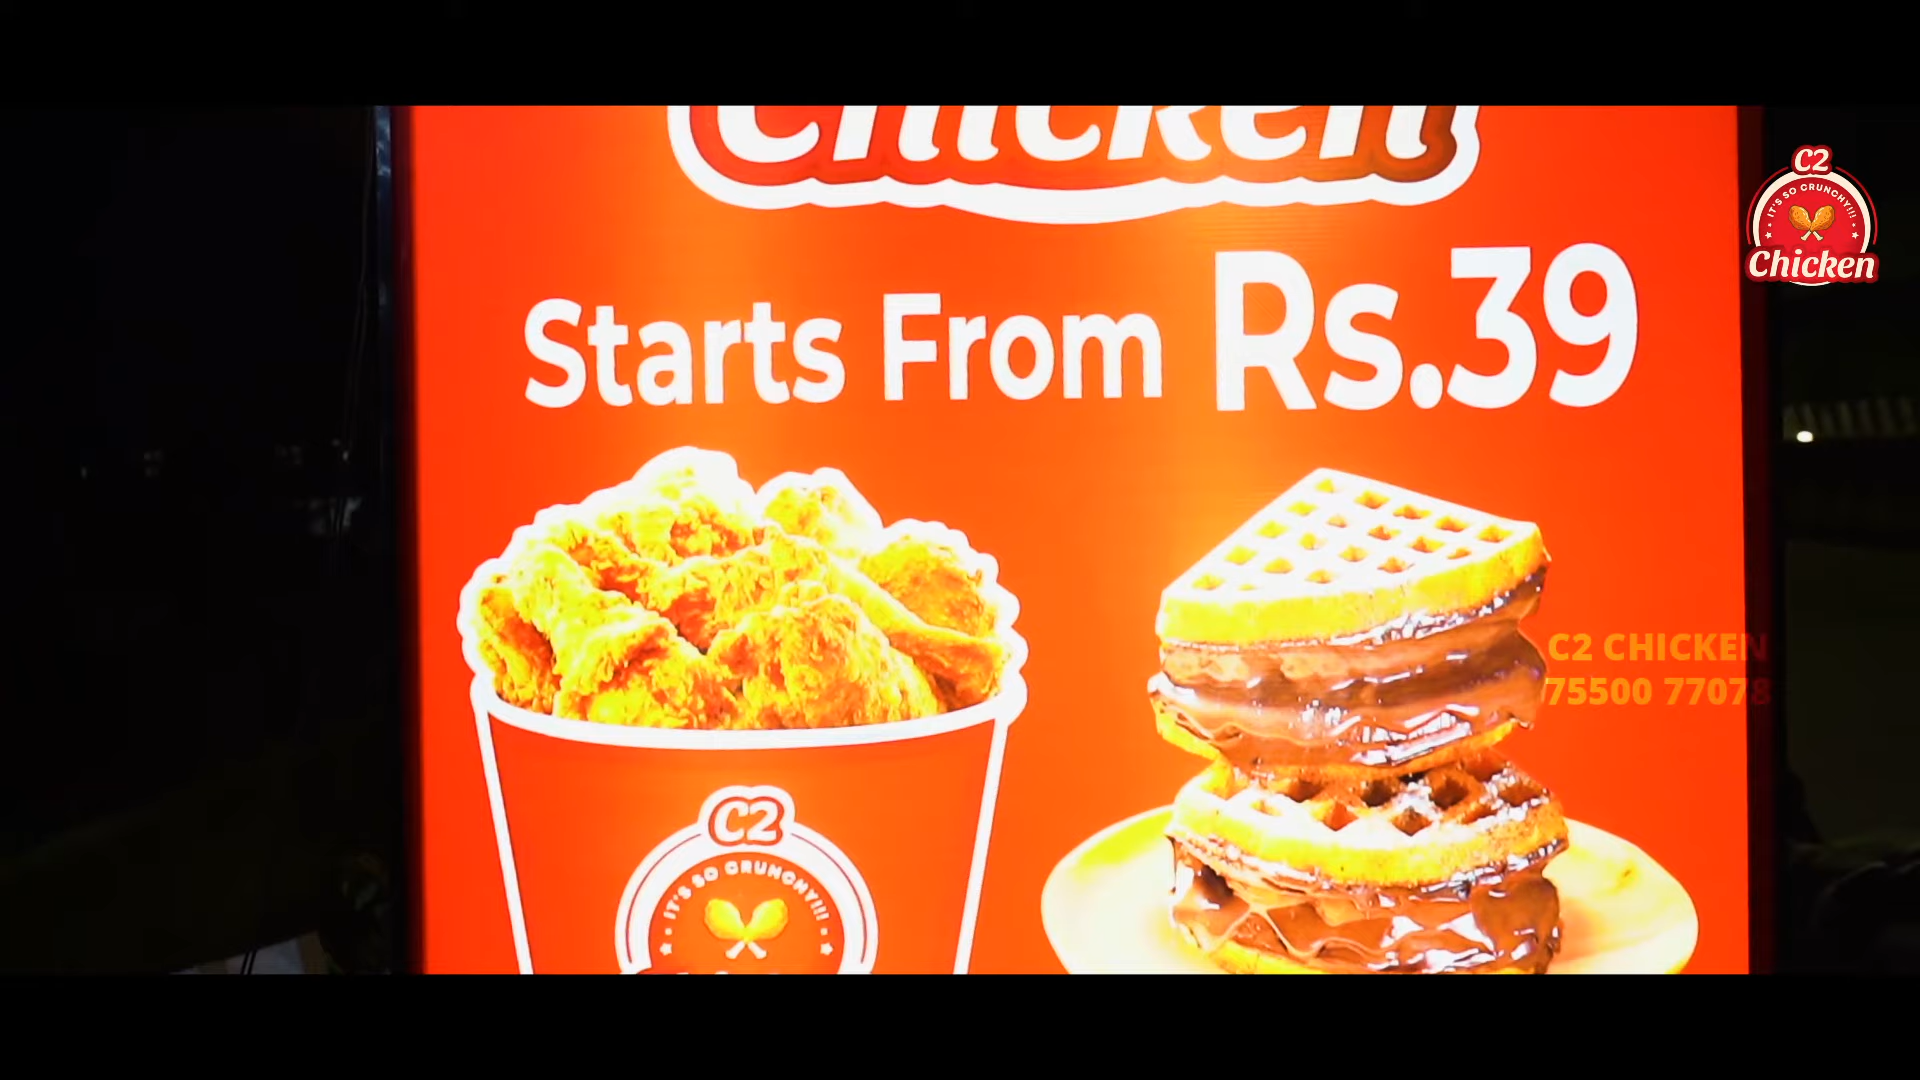 Chicken
Starts From Rs.39
C2
IT'S SO CRUNCHY!!!
Chicken
C2 CHICKEN
75500 77078
C2
IT'S SO CRUNCHY!!!